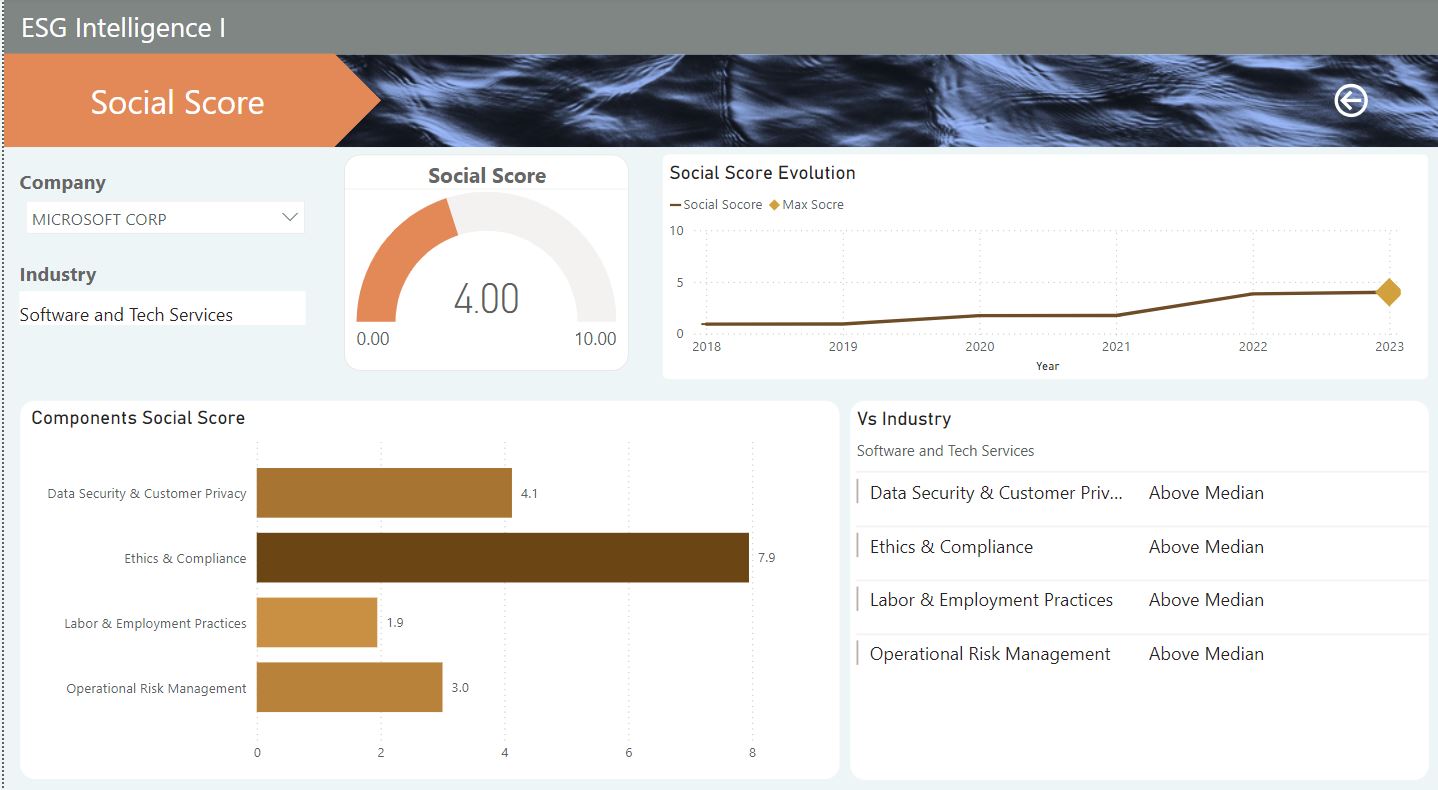 ESG Intelligence I
Social Score
Company
MICROSOFT CORP
Industry
Software and Tech Services
Social Score
4.00
0.00 10.00
Social Score Evolution
Social Socore Max Socre
10
5
0
2018 2019 2020 2021 2022 2023
Year
Components Social Score
Data Security & Customer Privacy 4.1
Ethics & Compliance 7.9
Labor & Employment Practices 1.9
Operational Risk Management 3.0
0 2 4 6 8
Vs Industry
Software and Tech Services
Data Security & Customer Priv... Above Median
Ethics & Compliance Above Median
Labor & Employment Practices Above Median
Operational Risk Management Above Median